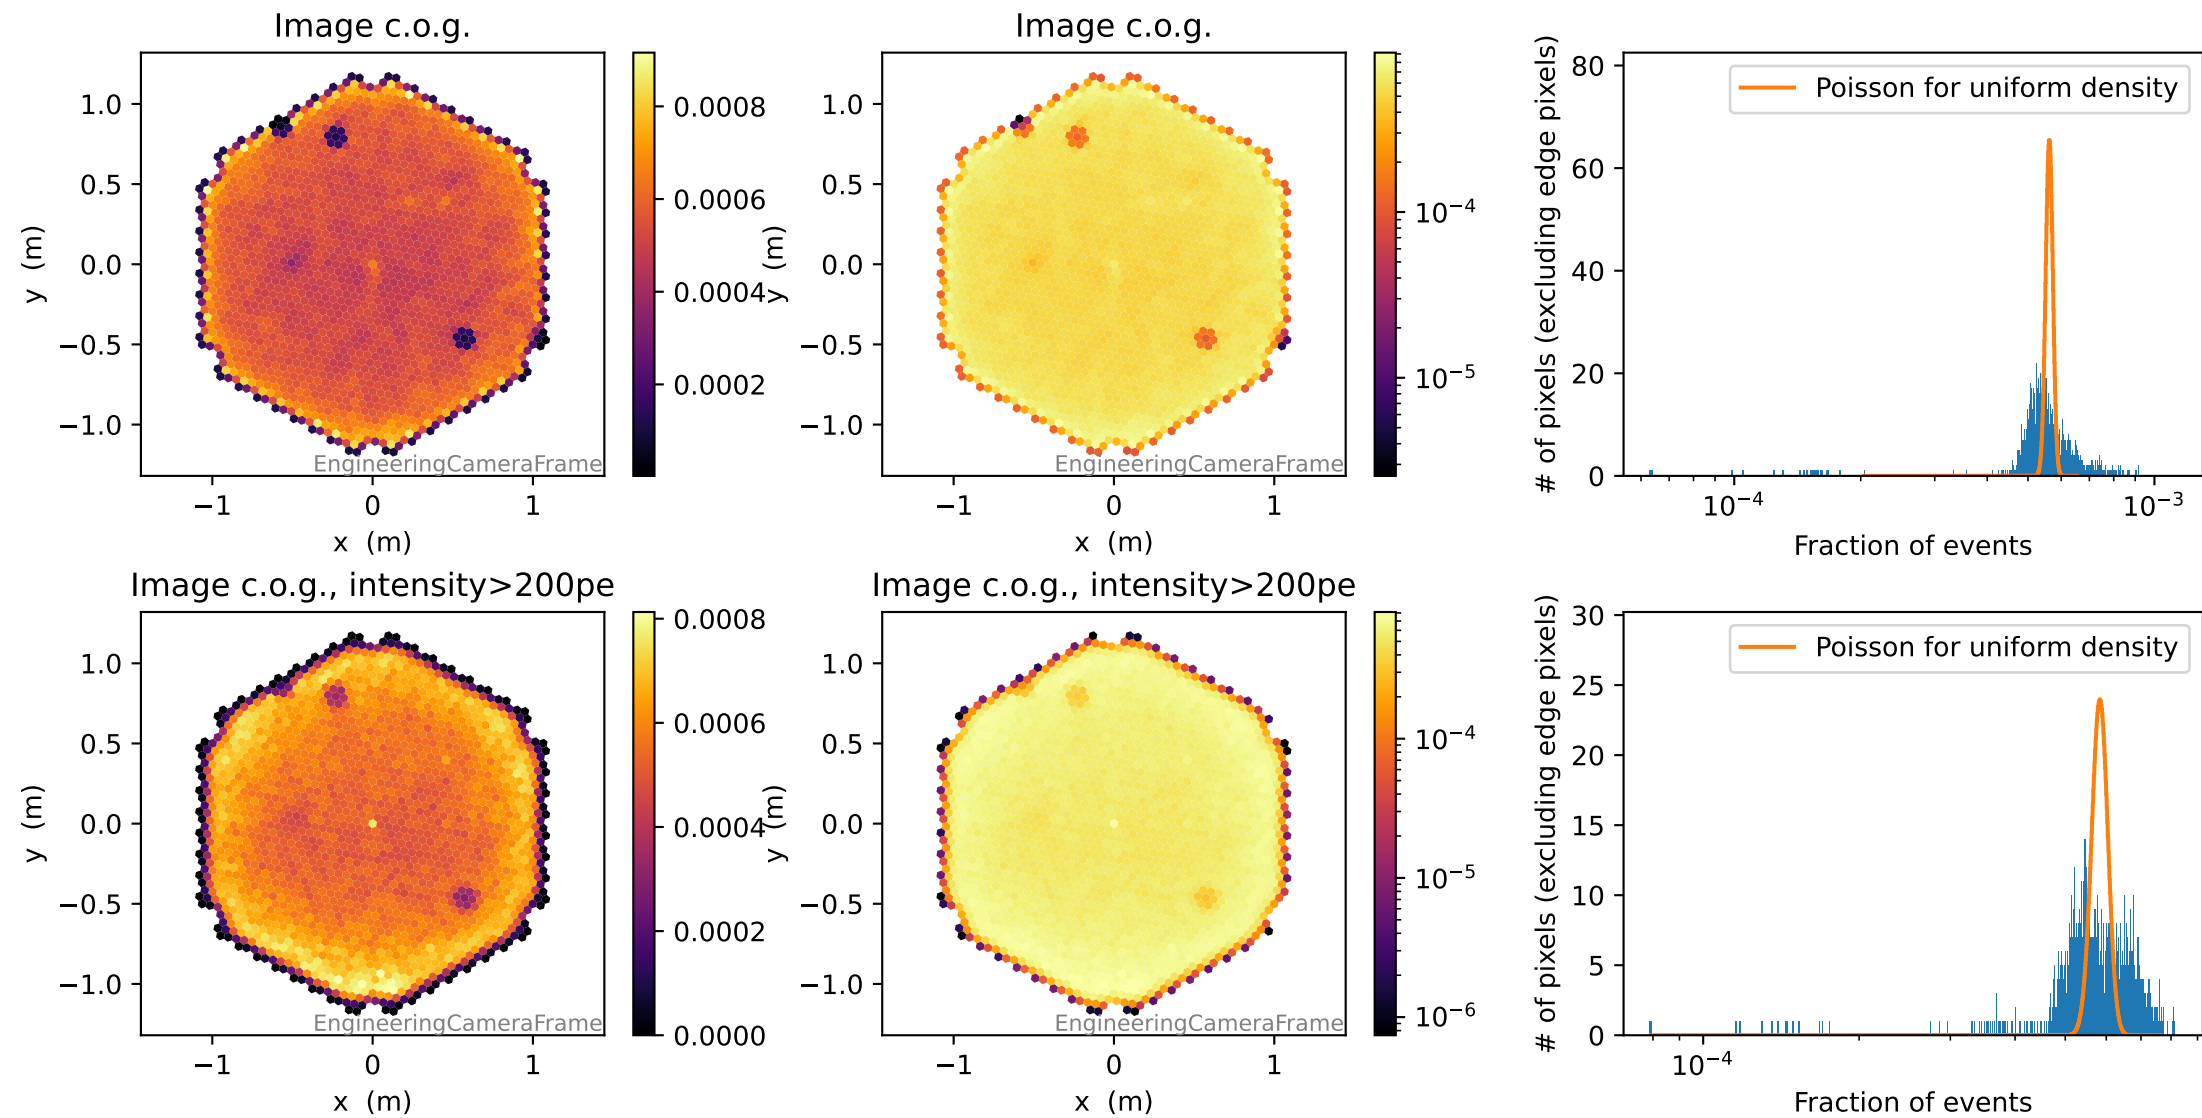 Image c.o.g.
1.0
0.5
0.0
−0.5
−1.0
y (m)
−1
0
1
x (m)
EngineeringCameraFrame
0.0008
0.0006
0.0004
0.0002
Image c.o.g.
1.0
0.5
0.0
−0.5
−1.0
y (m)
−1
0
1
x (m)
EngineeringCameraFrame
10⁻⁴
10⁻⁵
# of pixels (excluding edge pixels)
80
60
40
20
0
Poisson for uniform density
10⁻⁴
10⁻³
Fraction of events
Image c.o.g., intensity>200pe
1.0
0.5
0.0
−0.5
−1.0
y (m)
−1
0
1
x (m)
EngineeringCameraFrame
0.0008
0.0006
0.0004
0.0002
0.0000
Image c.o.g., intensity>200pe
1.0
0.5
0.0
−0.5
−1.0
y (m)
−1
0
1
x (m)
EngineeringCameraFrame
10⁻⁴
10⁻⁵
10⁻⁶
# of pixels (excluding edge pixels)
30
25
20
15
10
5
0
Poisson for uniform density
10⁻⁴
Fraction of events